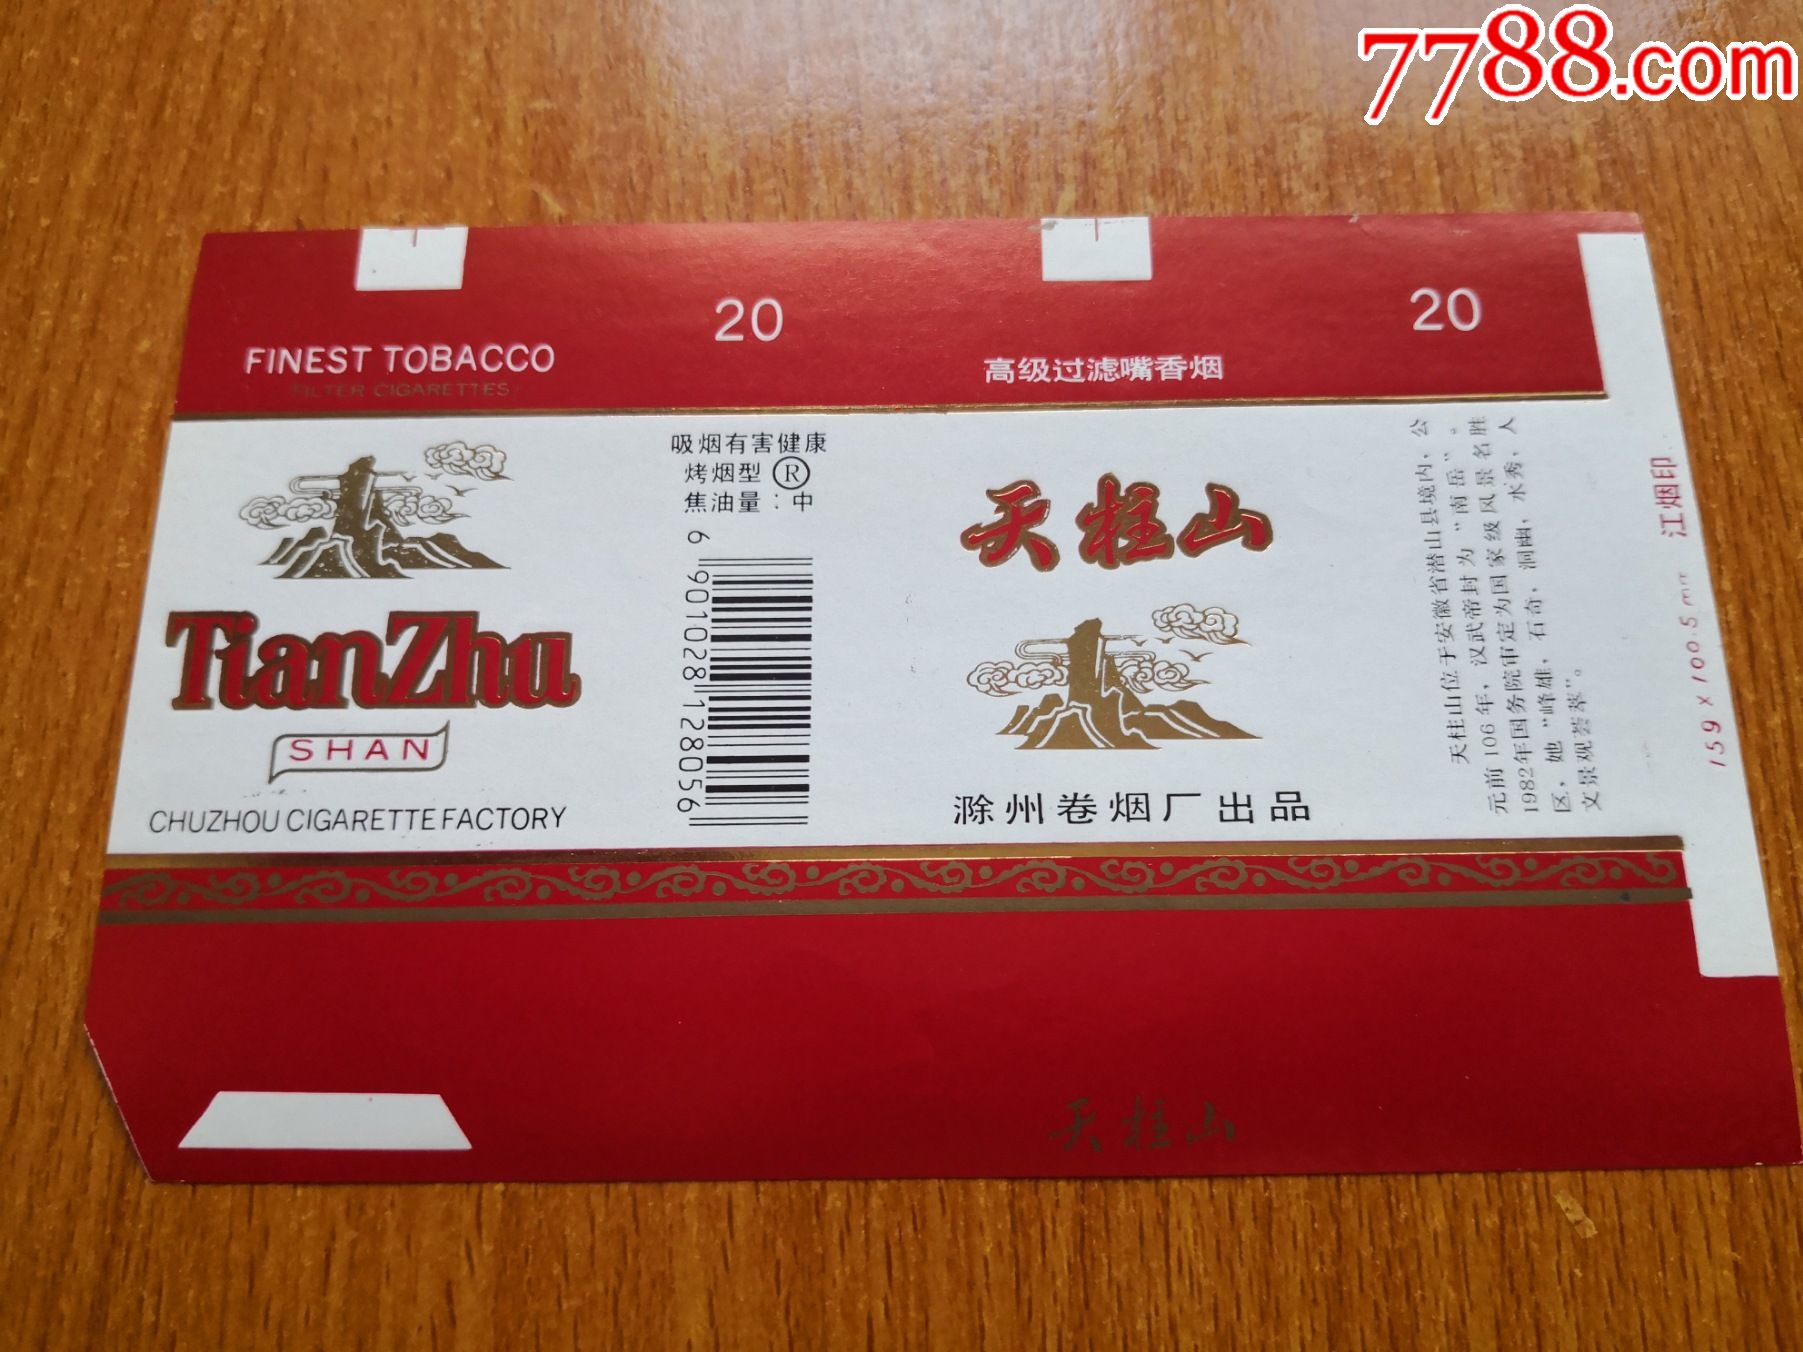 7788.com
FINEST TOBACCO
FILTER CIGARETTES
20
高级过滤嘴香烟
20
TianZhu
SHAN
CHUZHOU CIGARETTE FACTORY
吸烟有害健康
烤烟型 ®
焦油量：中
6 901028 128056
天柱山
滁州卷烟厂出品
天柱山位于安徽省潜山县境内，公
元前106年，汉武帝封为“南岳”。
1982年国务院审定为国家级风景名胜
区，她“峰雄，石奇，洞幽，水秀，人
文景观荟萃”。
江烟印
159×100.5
天柱山